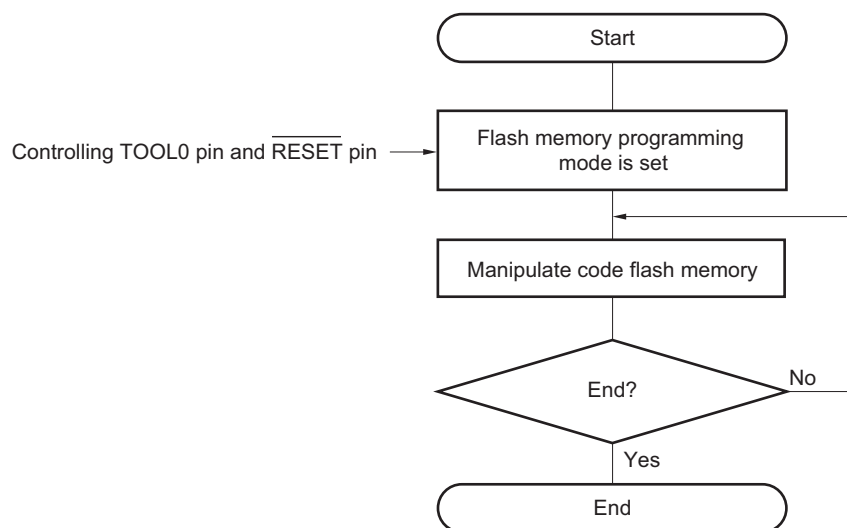 Start
Controlling TOOL0 pin and RESET pin
Flash memory programming
mode is set
Manipulate code flash memory
End?
No
Yes
End